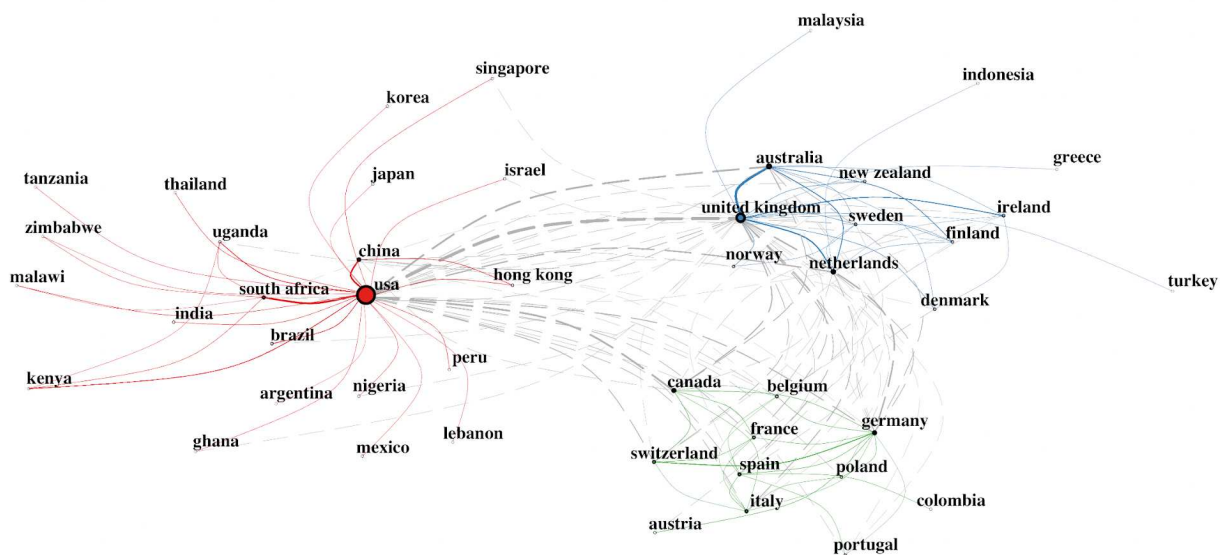 malaysia
singapore
indonesia
korea
australia
greece
tanzania
thailand
japan
israel
new zealand
zimbabwe
uganda
united kingdom
sweden
ireland
finland
china
norway
netherlands
malawi
south africa
usa
hong kong
turkey
india
denmark
brazil
peru
kenya
argentina
nigeria
canada
belgium
ghana
mexico
lebanon
france
germany
switzerland
spain
poland
italy
colombia
austria
portugal